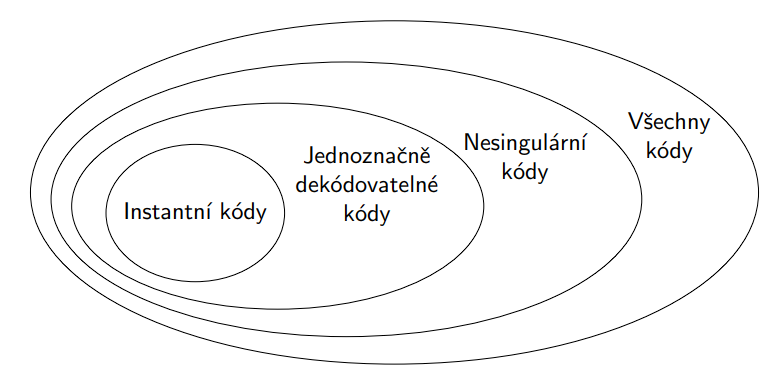 Instantní kódy
Jednoznačně
dekódovatelné
kódy
Nesingulární
kódy
Všechny
kódy